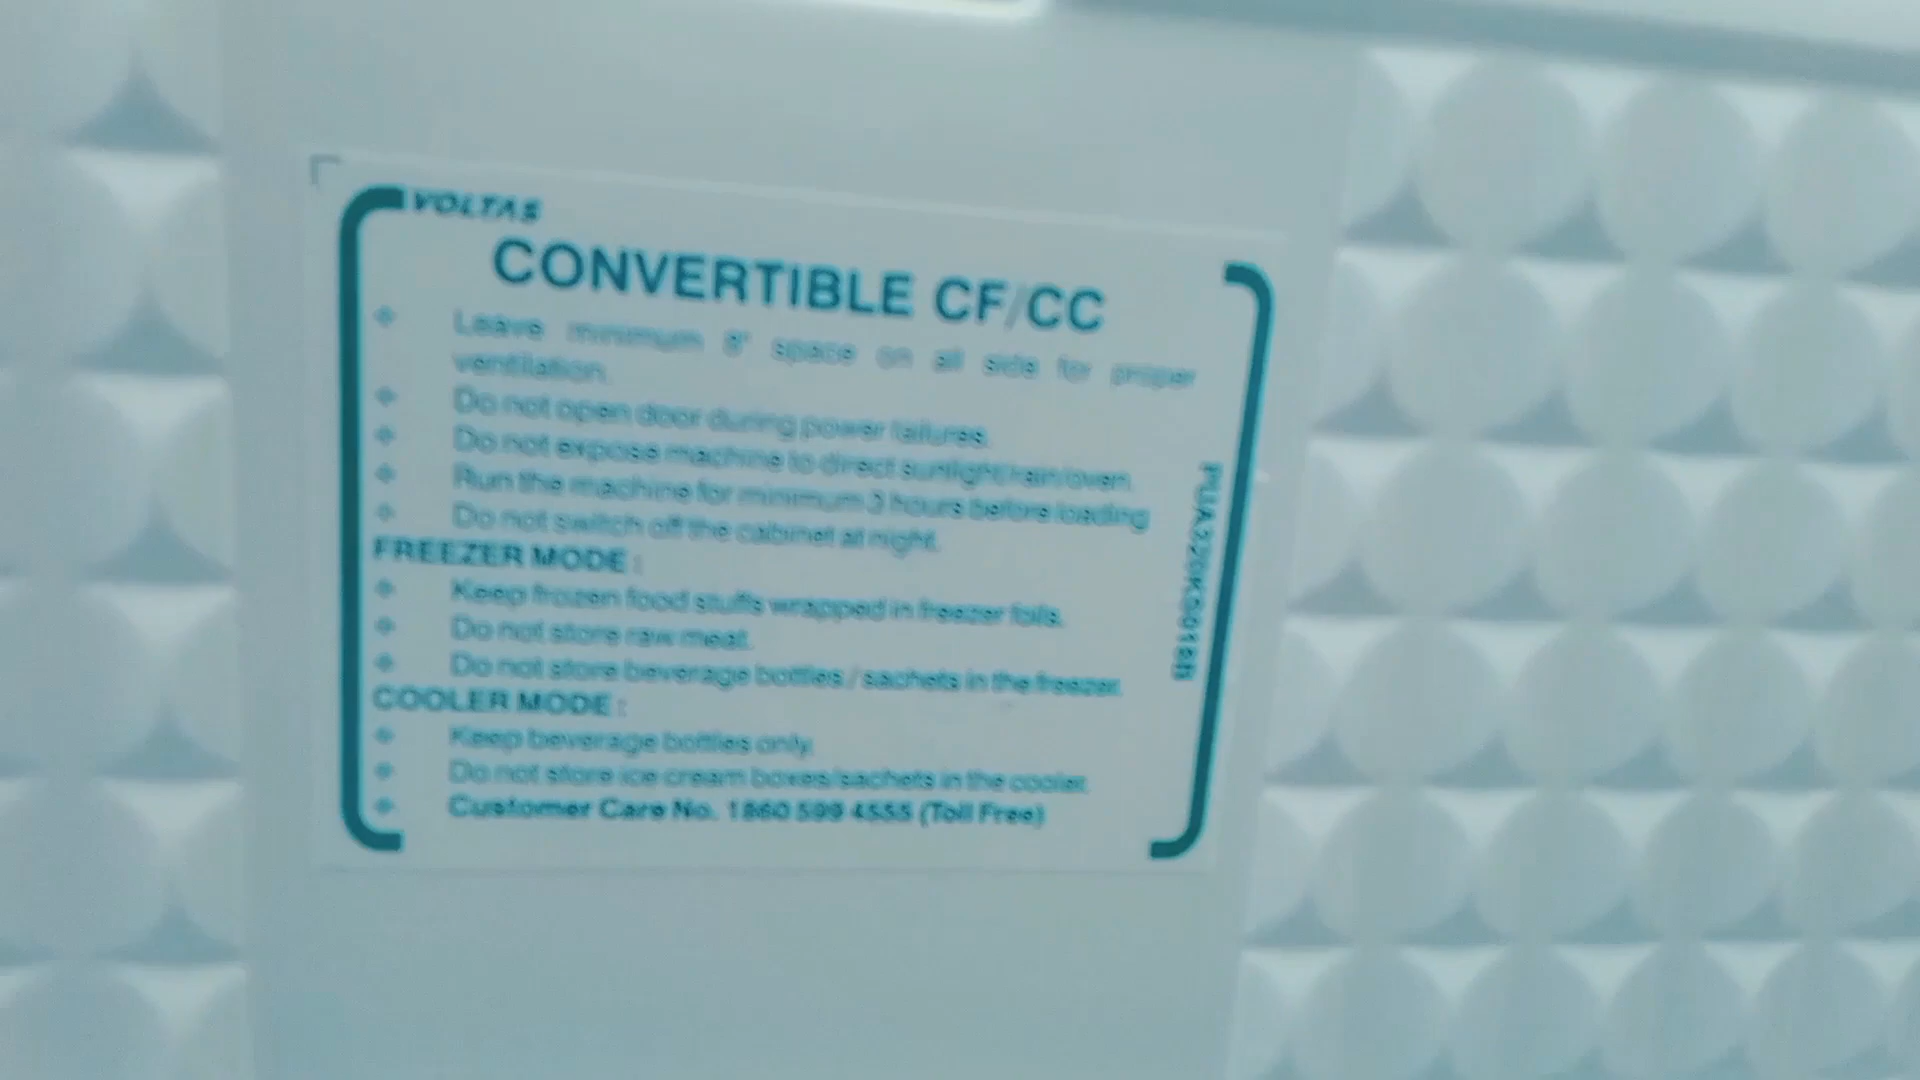 VOLTAS
CONVERTIBLE CF/CC
Leave minimum 8" space on all side for proper
ventilation.
Do not open door during power failures.
Do not expose machine to direct sunlight/rain/oven.
Run the machine for minimum 3 hours before loading
Do not switch off the cabinet at night.
FREEZER MODE :
Keep frozen food stuffs wrapped in freezer foils.
Do not store raw meat.
Do not store beverage bottles / sachets in the freezer.
COOLER MODE :
Keep beverage bottles only.
Do not store ice cream boxes/sachets in the cooler.
Customer Care No. 1860 599 4555 (Toll Free)